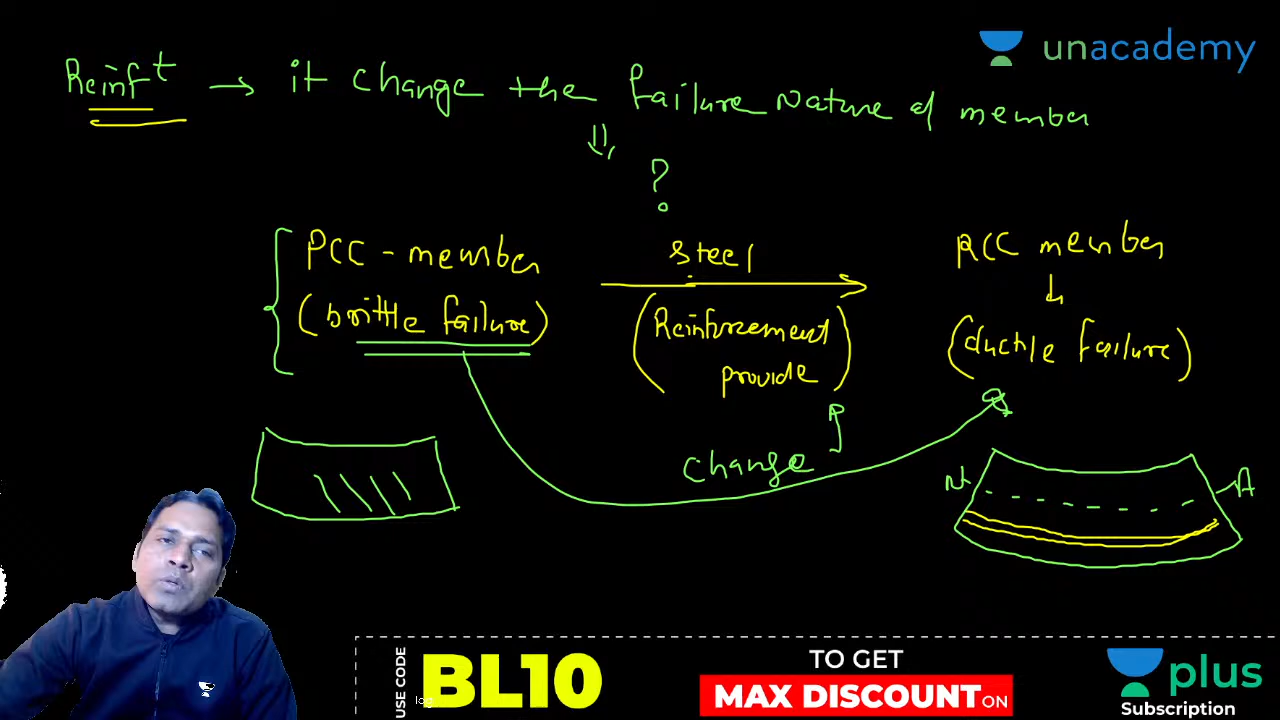 unacademy
Reinfᵗ → it change the failure Nature of member
?
PCC - member
(brittle failure)
steel
(Reinforzement
provide)
RCC member
(ductile failure)
change
N
A
USE CODE
BL10
TO GET
MAX DISCOUNT ON
plus
Subscription